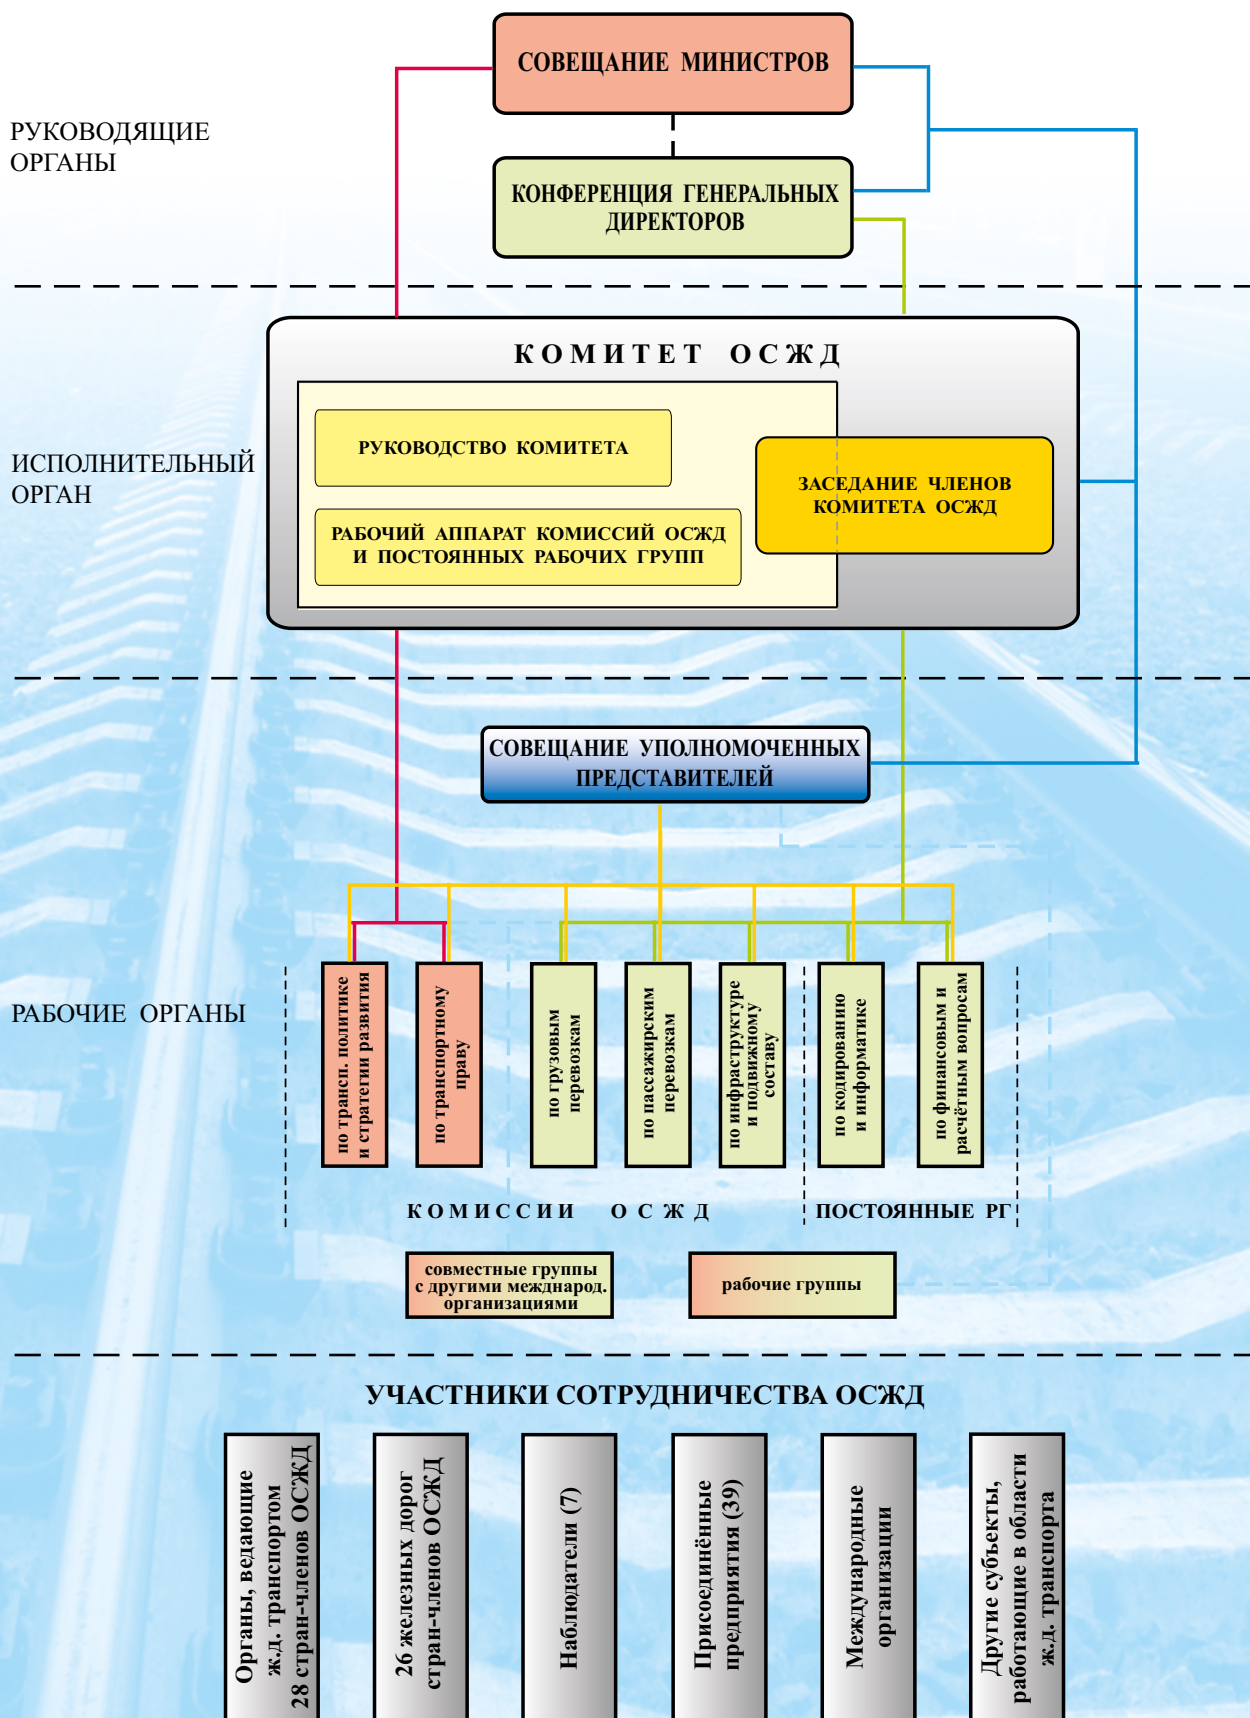 СОВЕЩАНИЕ МИНИСТРОВ
РУКОВОДЯЩИЕ
ОРГАНЫ
КОНФЕРЕНЦИЯ ГЕНЕРАЛЬНЫХ
ДИРЕКТОРОВ
КОМИТЕТ ОСЖД
РУКОВОДСТВО КОМИТЕТА
ИСПОЛНИТЕЛЬНЫЙ
ОРГАН
ЗАСЕДАНИЕ ЧЛЕНОВ
КОМИТЕТА ОСЖД
РАБОЧИЙ АППАРАТ КОМИССИЙ ОСЖД
И ПОСТОЯННЫХ РАБОЧИХ ГРУПП
СОВЕЩАНИЕ УПОЛНОМОЧЕННЫХ
ПРЕДСТАВИТЕЛЕЙ
РАБОЧИЕ ОРГАНЫ
по трансп. политике
и стратегии развития
по транспортному
праву
по грузовым
перевозкам
по пассажирским
перевозкам
по инфраструктуре
и подвижному
составу
по кодированию
и информатике
по финансовым и
расчётным вопросам
КОМИССИИ ОСЖД
ПОСТОЯННЫЕ РГ
совместные группы
с другими межднарoд.
организациями
рабочие группы
УЧАСТНИКИ СОТРУДНИЧЕСТВА ОСЖД
Органы, ведающие
ж.д. транспортом
28 стран-членов ОСЖД
26 железных дорог
стран-членов ОСЖД
Наблюдатели (7)
Присоединённые
предприятия (39)
Международные
организации
Другие субъекты,
работающие в области
ж.д. транспорта